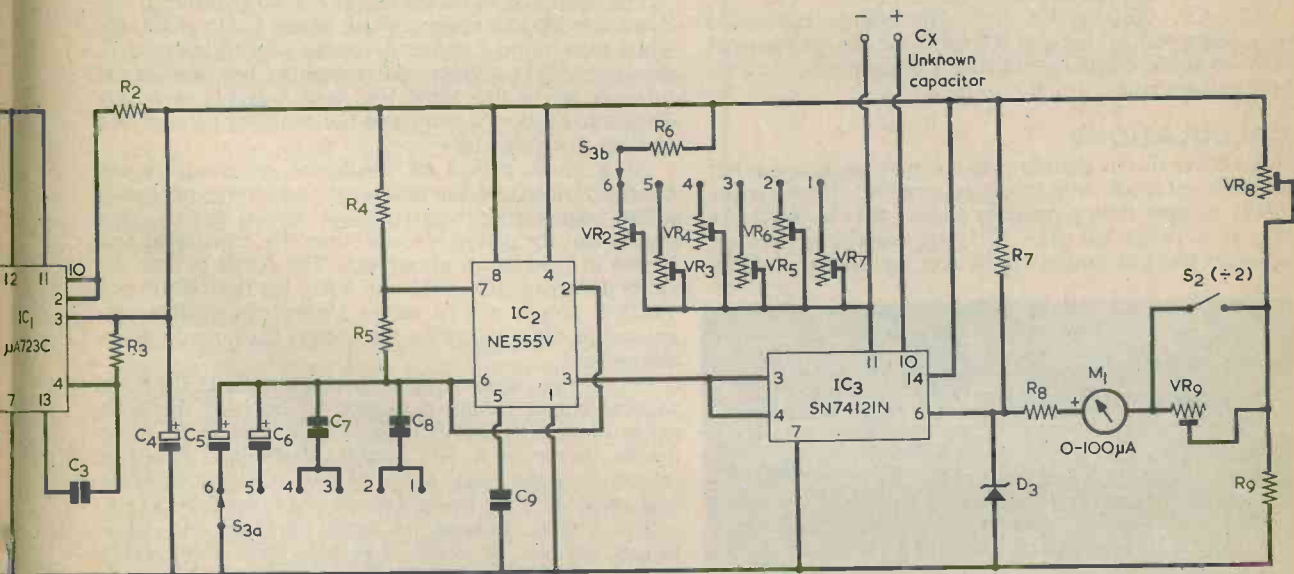 − +
Cx
Unknown
capacitor
R2
R6
S3b
6 5 4 3 2 1
VR2
VR4
VR6
VR3
VR5
VR7
VR8
R4
R7
S2 (÷2)
12 11 10
2
3
IC1
µA723C
4
7 13
R3
8 4
7 2
IC2
NE555V
R5
6 3
5 1
11 10
3 14
IC3
SN74121N
4 6
7
R8
M1
+
0-100µA
VR9
C4 +
C5 +
C6 +
C7
C8
C3
6 5 4 3 2 1
S3a
C9
D3
R9